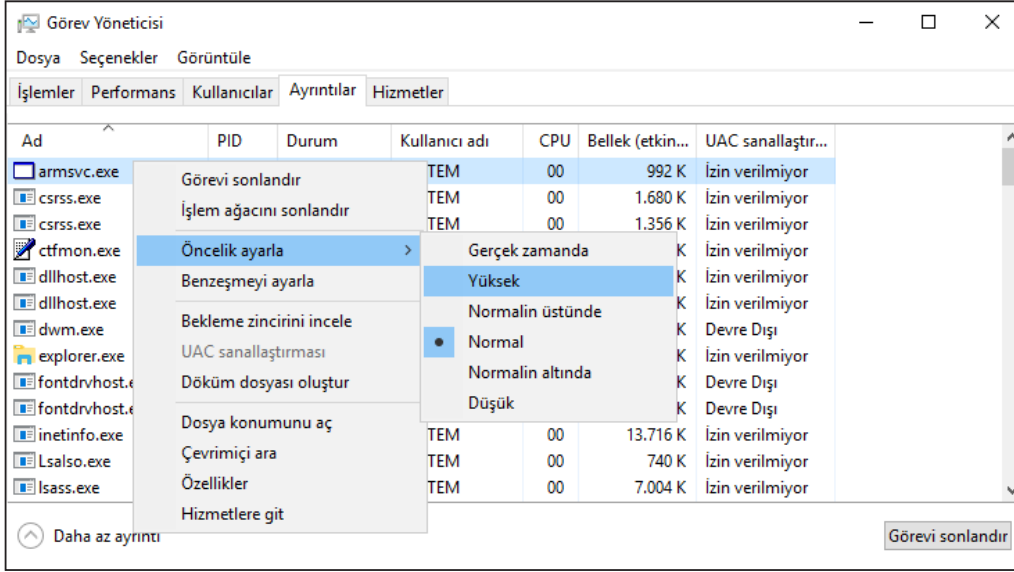 Görev Yöneticisi
Dosya Seçenekler Görüntüle
İşlemler Performans Kullanıcılar Ayrıntılar Hizmetler
Ad PID Durum Kullanıcı adı CPU Bellek (etkin... UAC sanallaştır...
armsvc.exe TEM 00 992 K İzin verilmiyor
csrss.exe TEM 00 1.680 K İzin verilmiyor
csrss.exe TEM 00 1.356 K İzin verilmiyor
ctfmon.exe K İzin verilmiyor
dllhost.exe K İzin verilmiyor
dllhost.exe K İzin verilmiyor
dwm.exe K Devre Dışı
explorer.exe K İzin verilmiyor
fontdrvhost.e K Devre Dışı
fontdrvhost.e K Devre Dışı
inetinfo.exe TEM 00 13.716 K İzin verilmiyor
Lsalso.exe TEM 00 740 K İzin verilmiyor
lsass.exe TEM 00 7.004 K İzin verilmiyor
Görevi sonlandır
İşlem ağacını sonlandır
Öncelik ayarla
Benzeşmeyi ayarla
Bekleme zincirini incele
UAC sanallaştırması
Döküm dosyası oluştur
Dosya konumunu aç
Çevrimiçi ara
Özellikler
Hizmetlere git
Gerçek zamanda
Yüksek
Normalin üstünde
Normal
Normalin altında
Düşük
Daha az ayrıntı
Görevi sonlandır